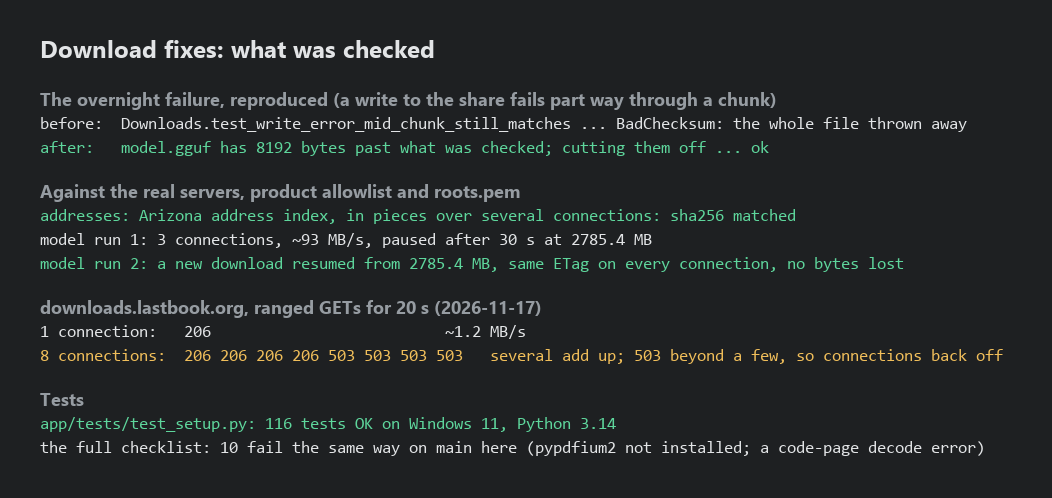 Download fixes: what was checked
The overnight failure, reproduced (a write to the share fails part way through a chunk)
before:  Downloads.test_write_error_mid_chunk_still_matches ... BadChecksum: the whole file thrown away
after:   model.gguf has 8192 bytes past what was checked; cutting them off ... ok
Against the real servers, product allowlist and roots.pem
addresses: Arizona address index, in pieces over several connections: sha256 matched
model run 1: 3 connections, ~93 MB/s, paused after 30 s at 2785.4 MB
model run 2: a new download resumed from 2785.4 MB, same ETag on every connection, no bytes lost
downloads.lastbook.org, ranged GETs for 20 s (2026-11-17)
1 connection:   206                          ~1.2 MB/s
8 connections:  206 206 206 206 503 503 503 503   several add up; 503 beyond a few, so connections back off
Tests
app/tests/test_setup.py: 116 tests OK on Windows 11, Python 3.14
the full checklist: 10 fail the same way on main here (pypdfium2 not installed; a code-page decode error)